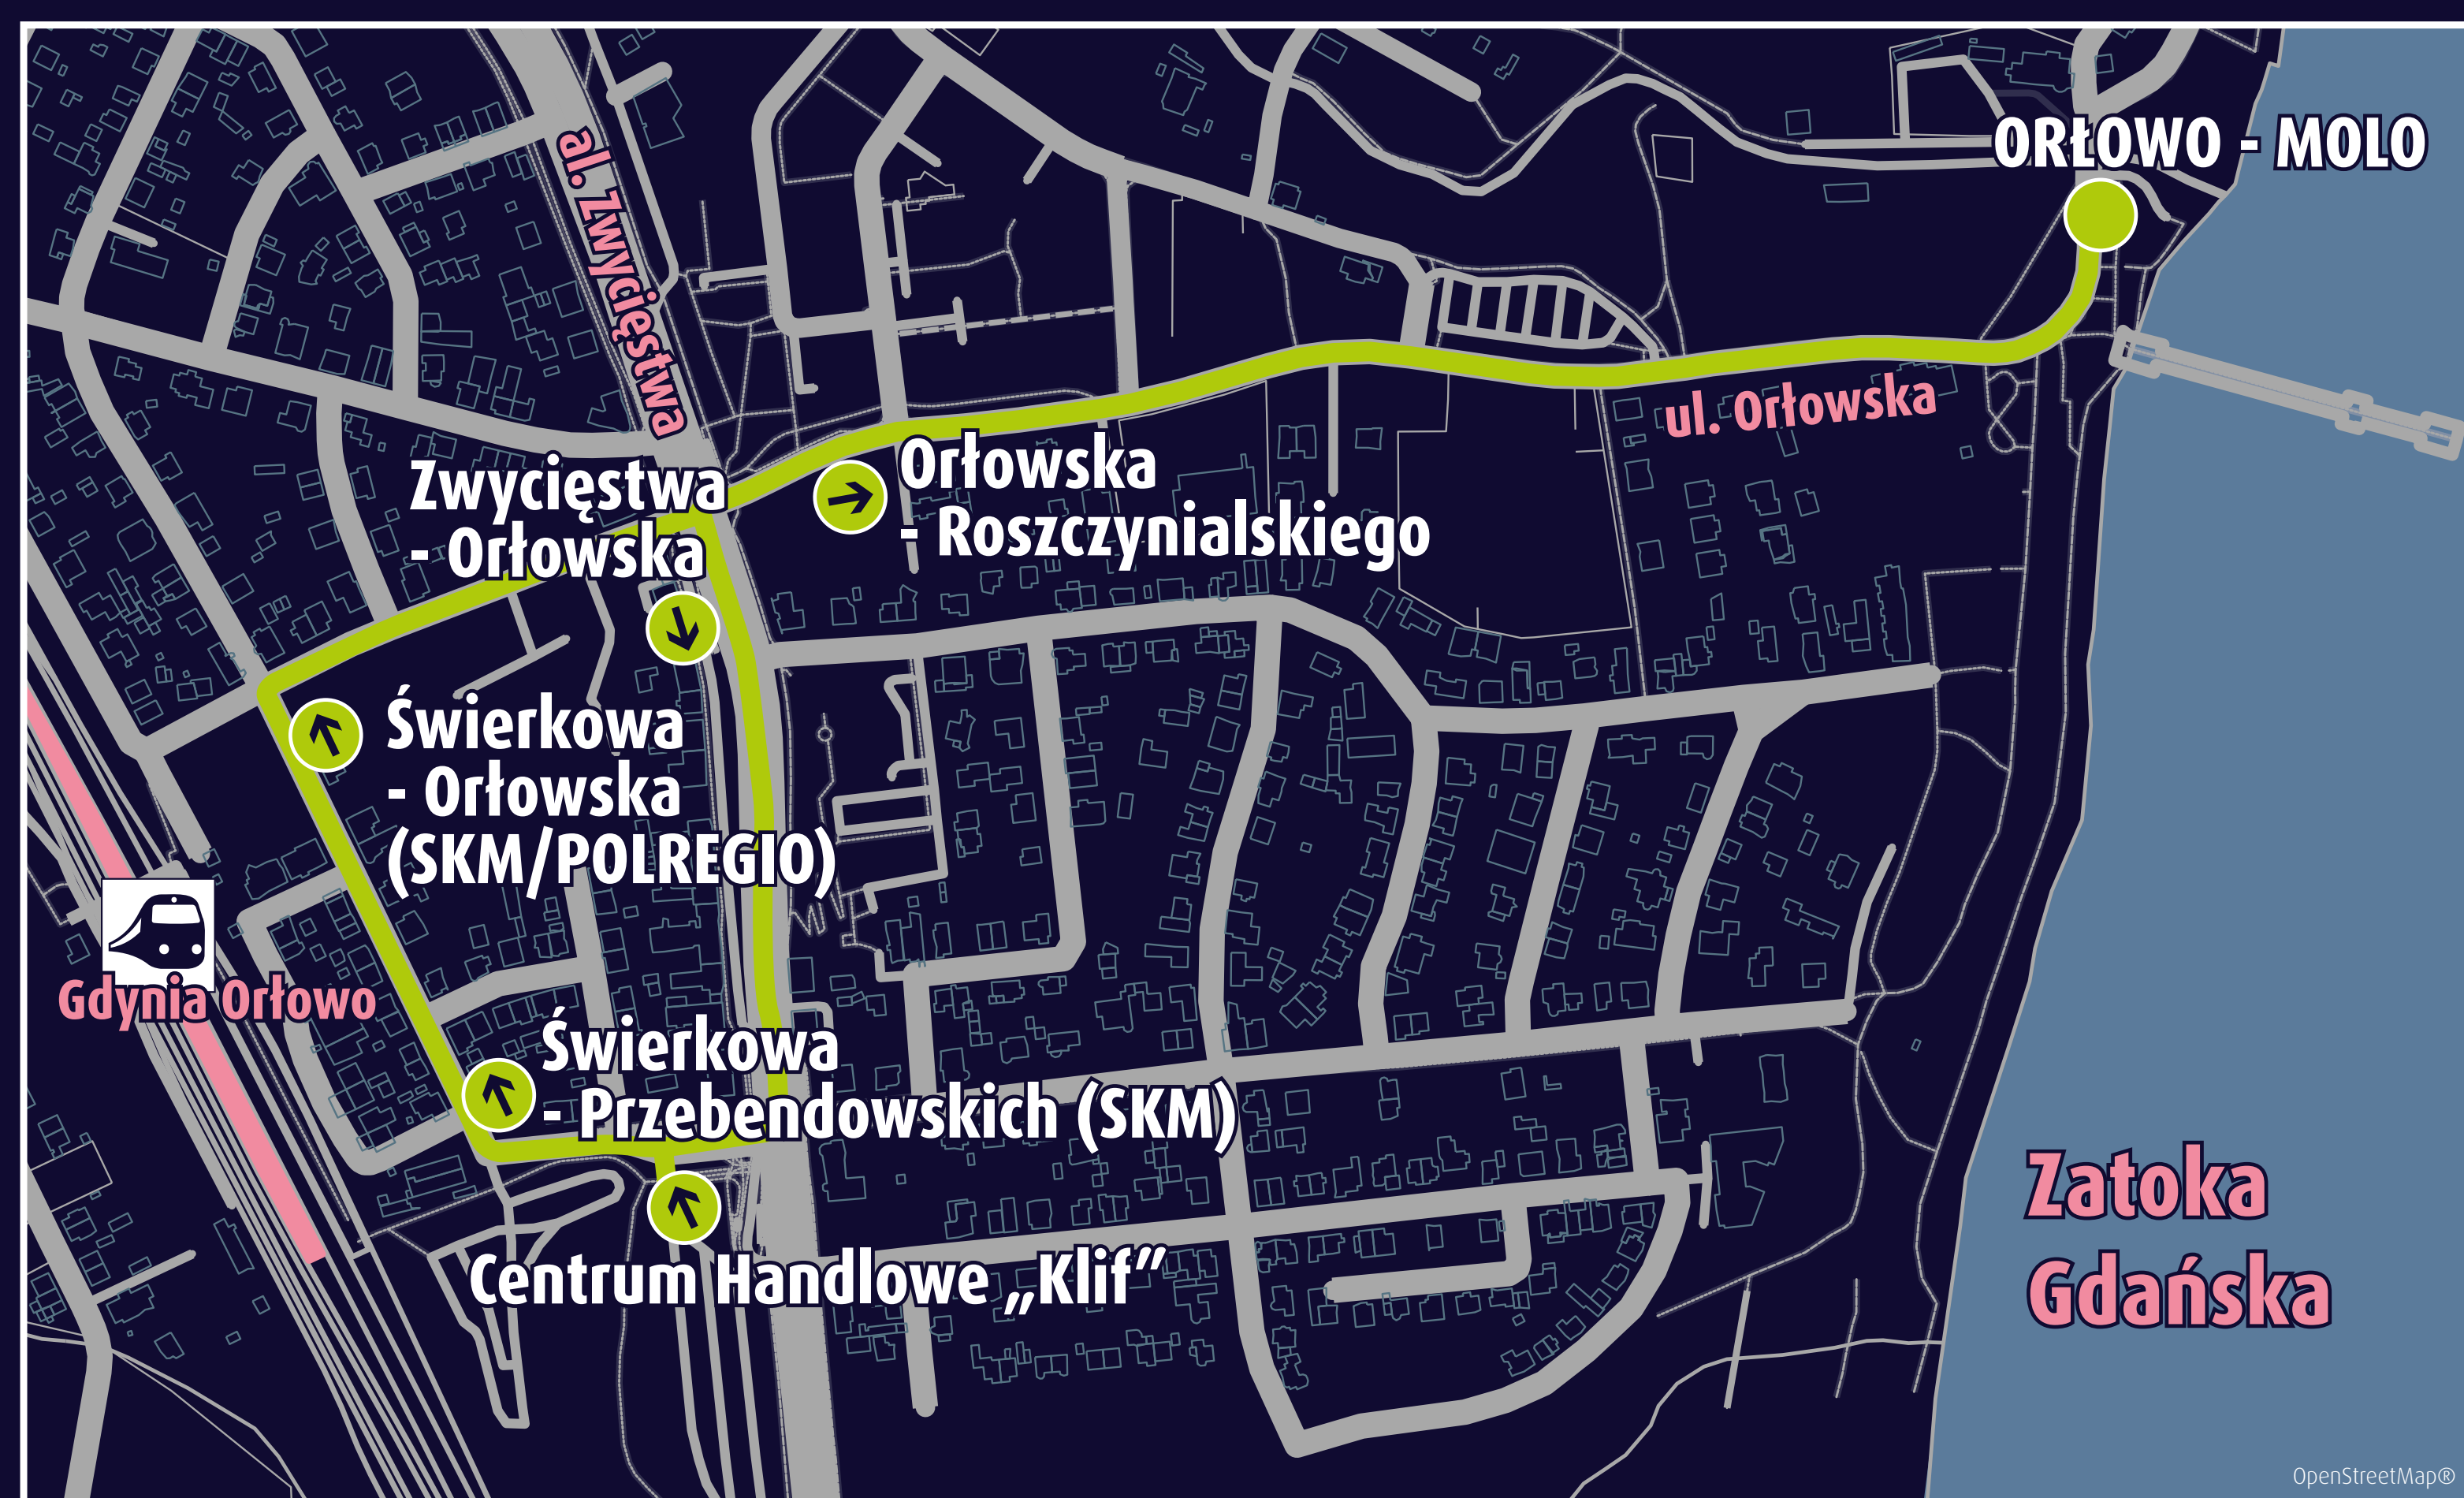 ORŁOWO - MOLO
al. Zwycięstwa
ul. Orłowska
Zwycięstwa
- Orłowska
Orłowska
- Roszczynialskiego
Świerkowa
- Orłowska
(SKM/POLREGIO)
Gdynia Orłowo
Świerkowa
- Przebendowskich (SKM)
Centrum Handlowe „Klif”
Zatoka
Gdańska
OpenStreetMap®